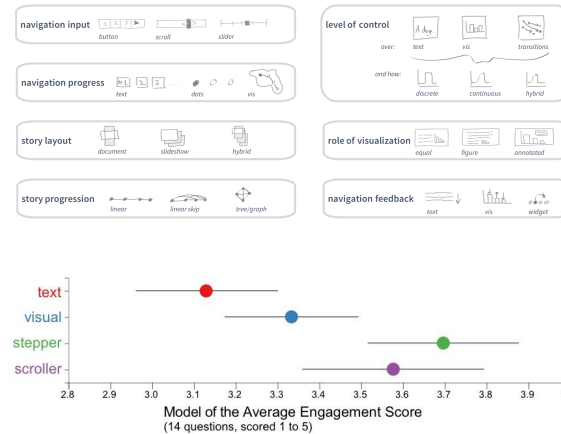 navigation input
button scroll slider
navigation progress
text dots vis
story layout
document slideshow hybrid
story progression
linear linear skip tree/graph
level of control
over: text vis transitions
and how:
discrete continuous hybrid
role of visualization
equal figure annotated
navigation feedback
text vis widget
text
visual
stepper
scroller
2.8 2.9 3.0 3.1 3.2 3.3 3.4 3.5 3.6 3.7 3.8 3.9
Model of the Average Engagement Score
(14 questions, scored 1 to 5)